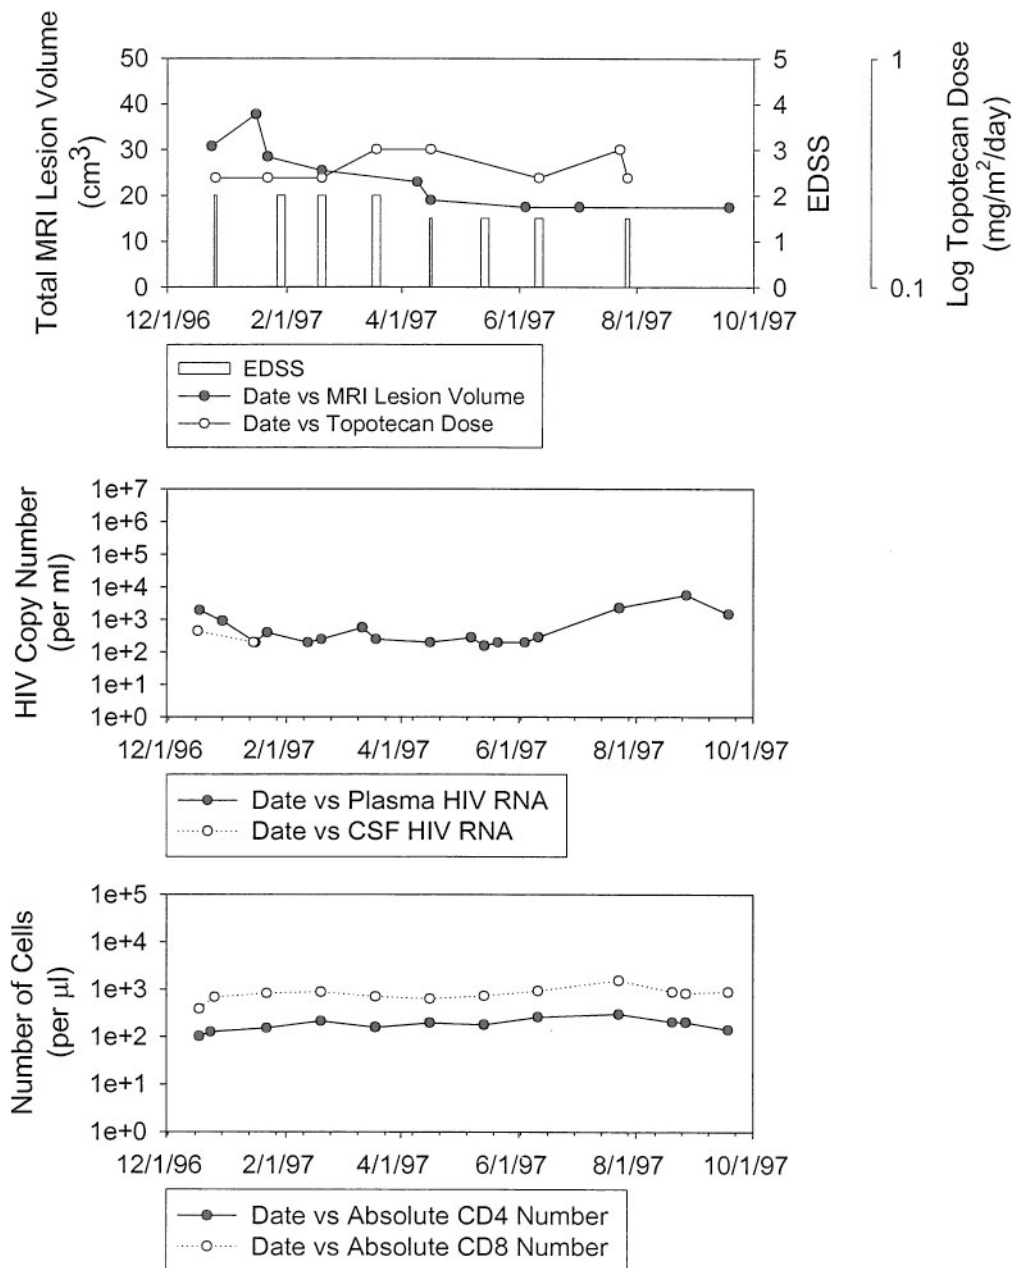 Total MRI Lesion Volume
(cm³)
50
40
30
20
10
0
5
4
3
2
1
0
EDSS
1
0.1
Log Topotecan Dose
(mg/m²/day)
12/1/96 2/1/97 4/1/97 6/1/97 8/1/97 10/1/97
EDSS
Date vs MRI Lesion Volume
Date vs Topotecan Dose
HIV Copy Number
(per ml)
1e+7
1e+6
1e+5
1e+4
1e+3
1e+2
1e+1
1e+0
12/1/96 2/1/97 4/1/97 6/1/97 8/1/97 10/1/97
Date vs Plasma HIV RNA
Date vs CSF HIV RNA
Number of Cells
(per µl)
1e+5
1e+4
1e+3
1e+2
1e+1
1e+0
12/1/96 2/1/97 4/1/97 6/1/97 8/1/97 10/1/97
Date vs Absolute CD4 Number
Date vs Absolute CD8 Number